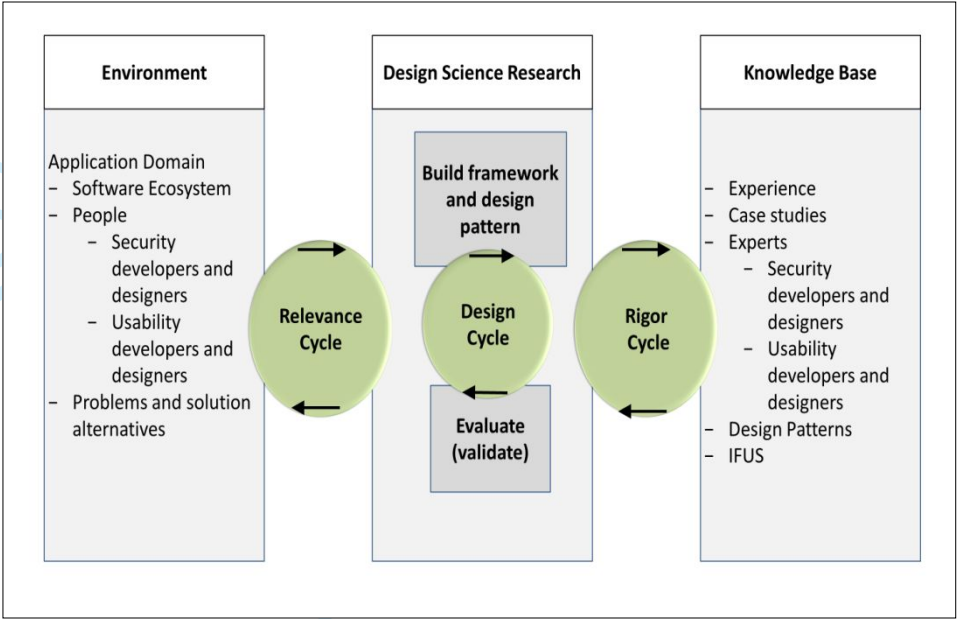 Environment
Application Domain
– Software Ecosystem
– People
– Security
developers and
designers
– Usability
developers and
designers
– Problems and solution
alternatives
Relevance
Cycle
Design Science Research
Build framework
and design
pattern
Design
Cycle
Evaluate
(validate)
Rigor
Cycle
Knowledge Base
– Experience
– Case studies
– Experts
– Security
developers and
designers
– Usability
developers and
designers
– Design Patterns
– IFUS